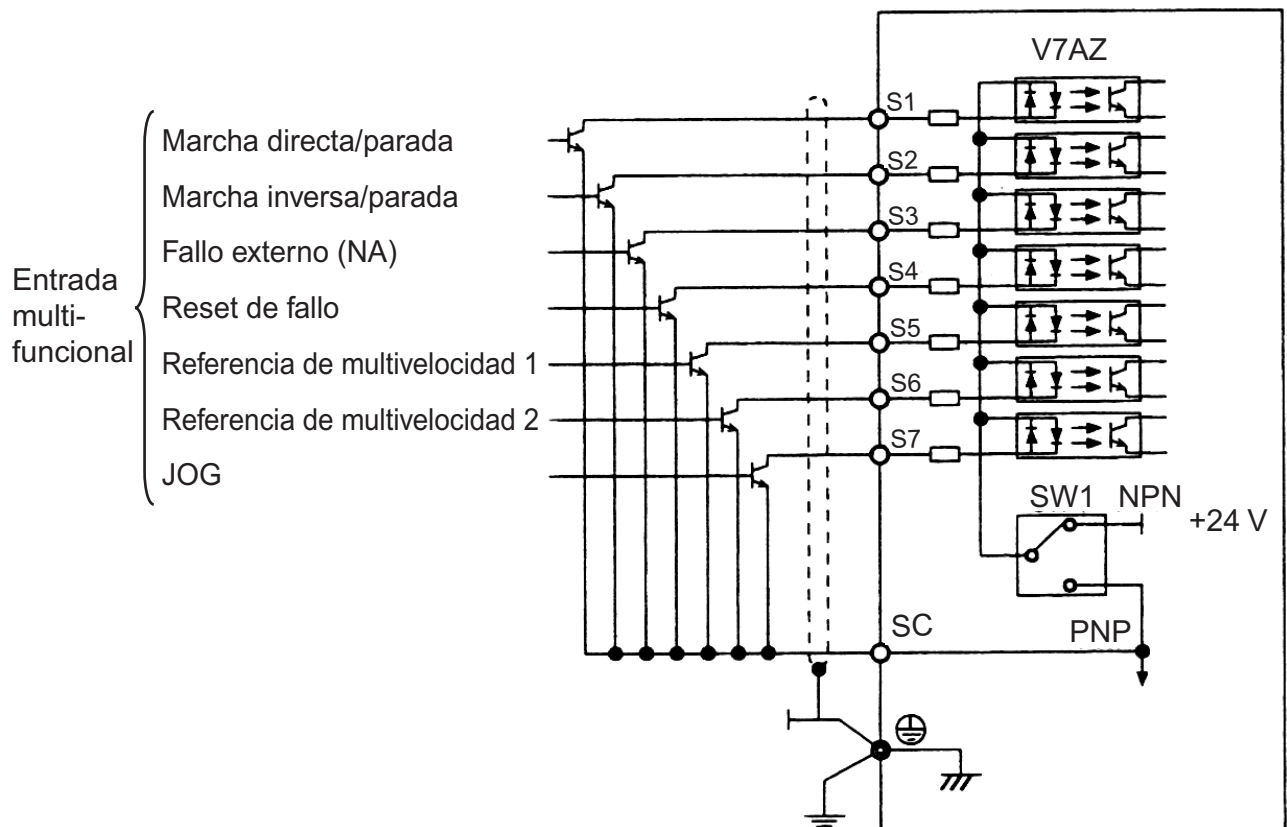 V7AZ
Entrada
multi-
funcional
Marcha directa/parada
Marcha inversa/parada
Fallo externo (NA)
Reset de fallo
Referencia de multivelocidad 1
Referencia de multivelocidad 2
JOG
S1
S2
S3
S4
S5
S6
S7
SW1 NPN
+24 V
SC
PNP